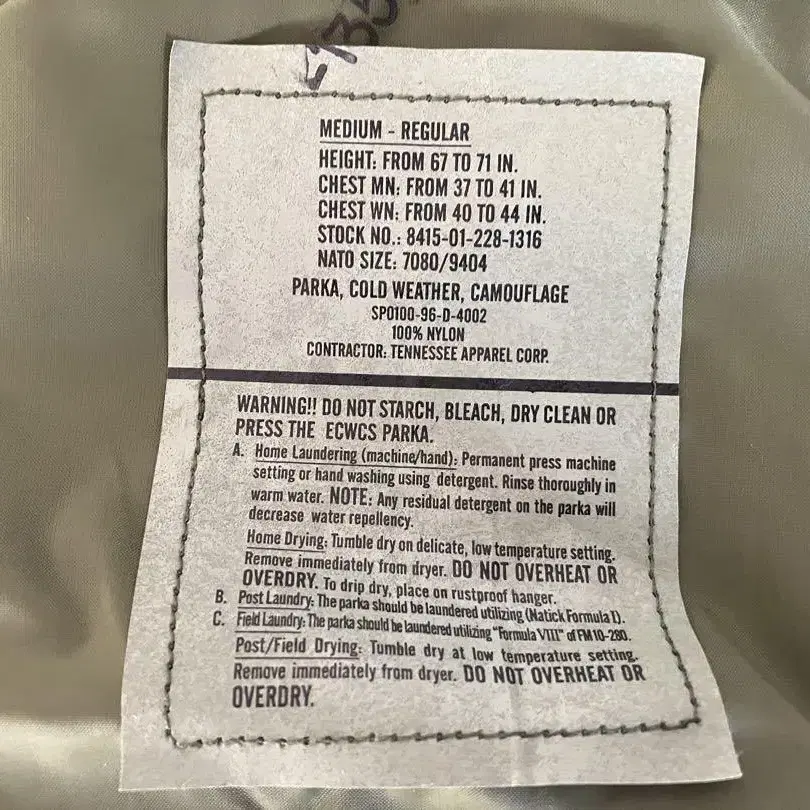 MEDIUM - REGULAR
HEIGHT: FROM 67 TO 71 IN.
CHEST MN: FROM 37 TO 41 IN.
CHEST WN: FROM 40 TO 44 IN.
STOCK NO.: 8415-01-228-1316
NATO SIZE: 7080/9404
PARKA, COLD WEATHER, CAMOUFLAGE
SPO100-96-D-4002
100% NYLON
CONTRACTOR: TENNESSEE APPAREL CORP.
WARNING!! DO NOT STARCH, BLEACH, DRY CLEAN OR
PRESS THE ECWCS PARKA.
A. Home Laundering (machine/hand): Permanent press machine
setting or hand washing using detergent. Rinse thoroughly in
warm water. NOTE: Any residual detergent on the parka will
decrease water repellency.
Home Drying: Tumble dry on delicate, low temperature setting.
Remove immediately from dryer. DO NOT OVERHEAT OR
OVERDRY. To drip dry, place on rustproof hanger.
B. Post Laundry: The parka should be laundered utilizing (Natick Formula I).
C. Field Laundry: The parka should be laundered utilizing "Formula VIII" of FM 10-280.
Post/Field Drying: Tumble dry at low temperature setting.
Remove immediately from dryer. DO NOT OVERHEAT OR
OVERDRY.